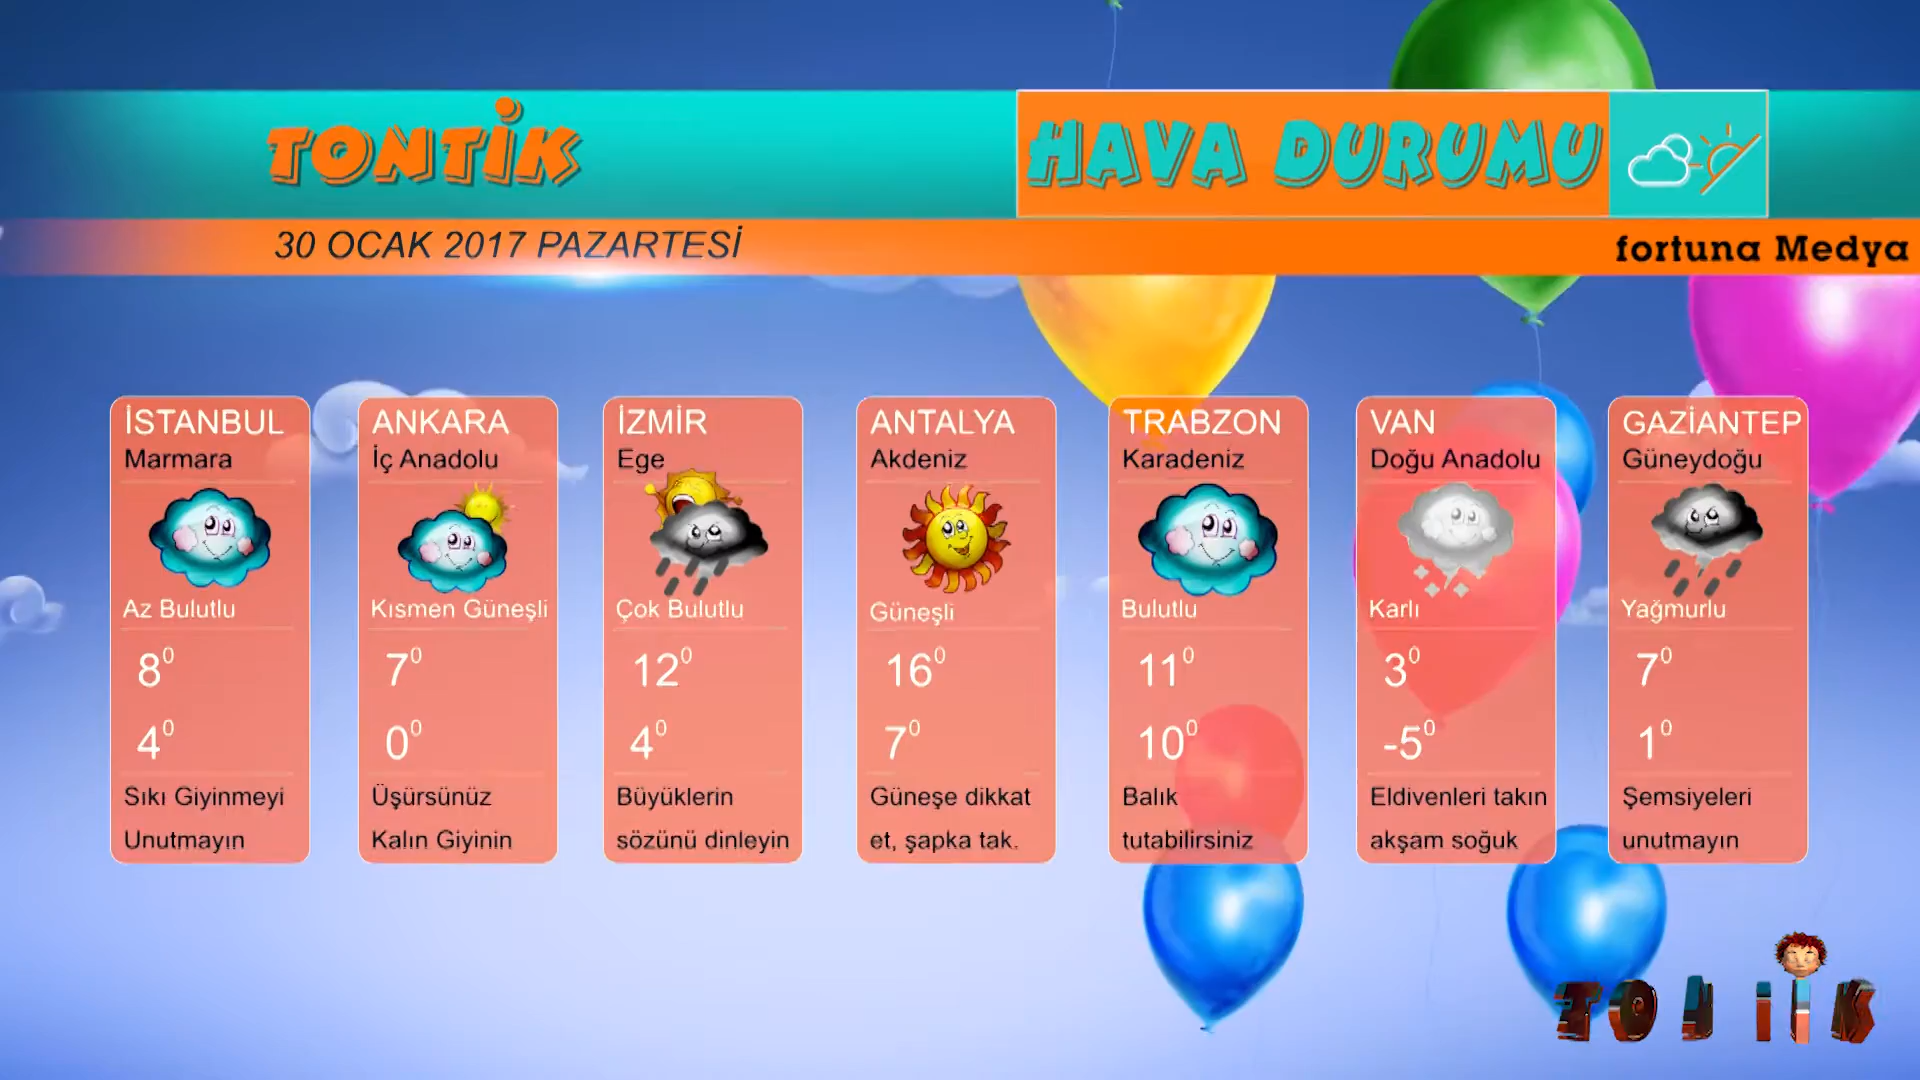 TONTİK
HAVA DURUMU
30 OCAK 2017 PAZARTESİ
fortuna Medya
İSTANBUL
Marmara
Az Bulutlu
8⁰
4⁰
Sıkı Giyinmeyi
Unutmayın
ANKARA
İç Anadolu
Kısmen Güneşli
7⁰
0⁰
Üşürsünüz
Kalın Giyinin
İZMİR
Ege
Çok Bulutlu
12⁰
4⁰
Büyüklerin
sözünü dinleyin
ANTALYA
Akdeniz
Güneşli
16⁰
7⁰
Güneşe dikkat
et, şapka tak.
TRABZON
Karadeniz
Bulutlu
11⁰
10⁰
Balık
tutabilirsiniz
VAN
Doğu Anadolu
Karlı
3⁰
-5⁰
Eldivenleri takın
akşam soğuk
GAZİANTEP
Güneydoğu
Yağmurlu
7⁰
1⁰
Şemsiyeleri
unutmayın